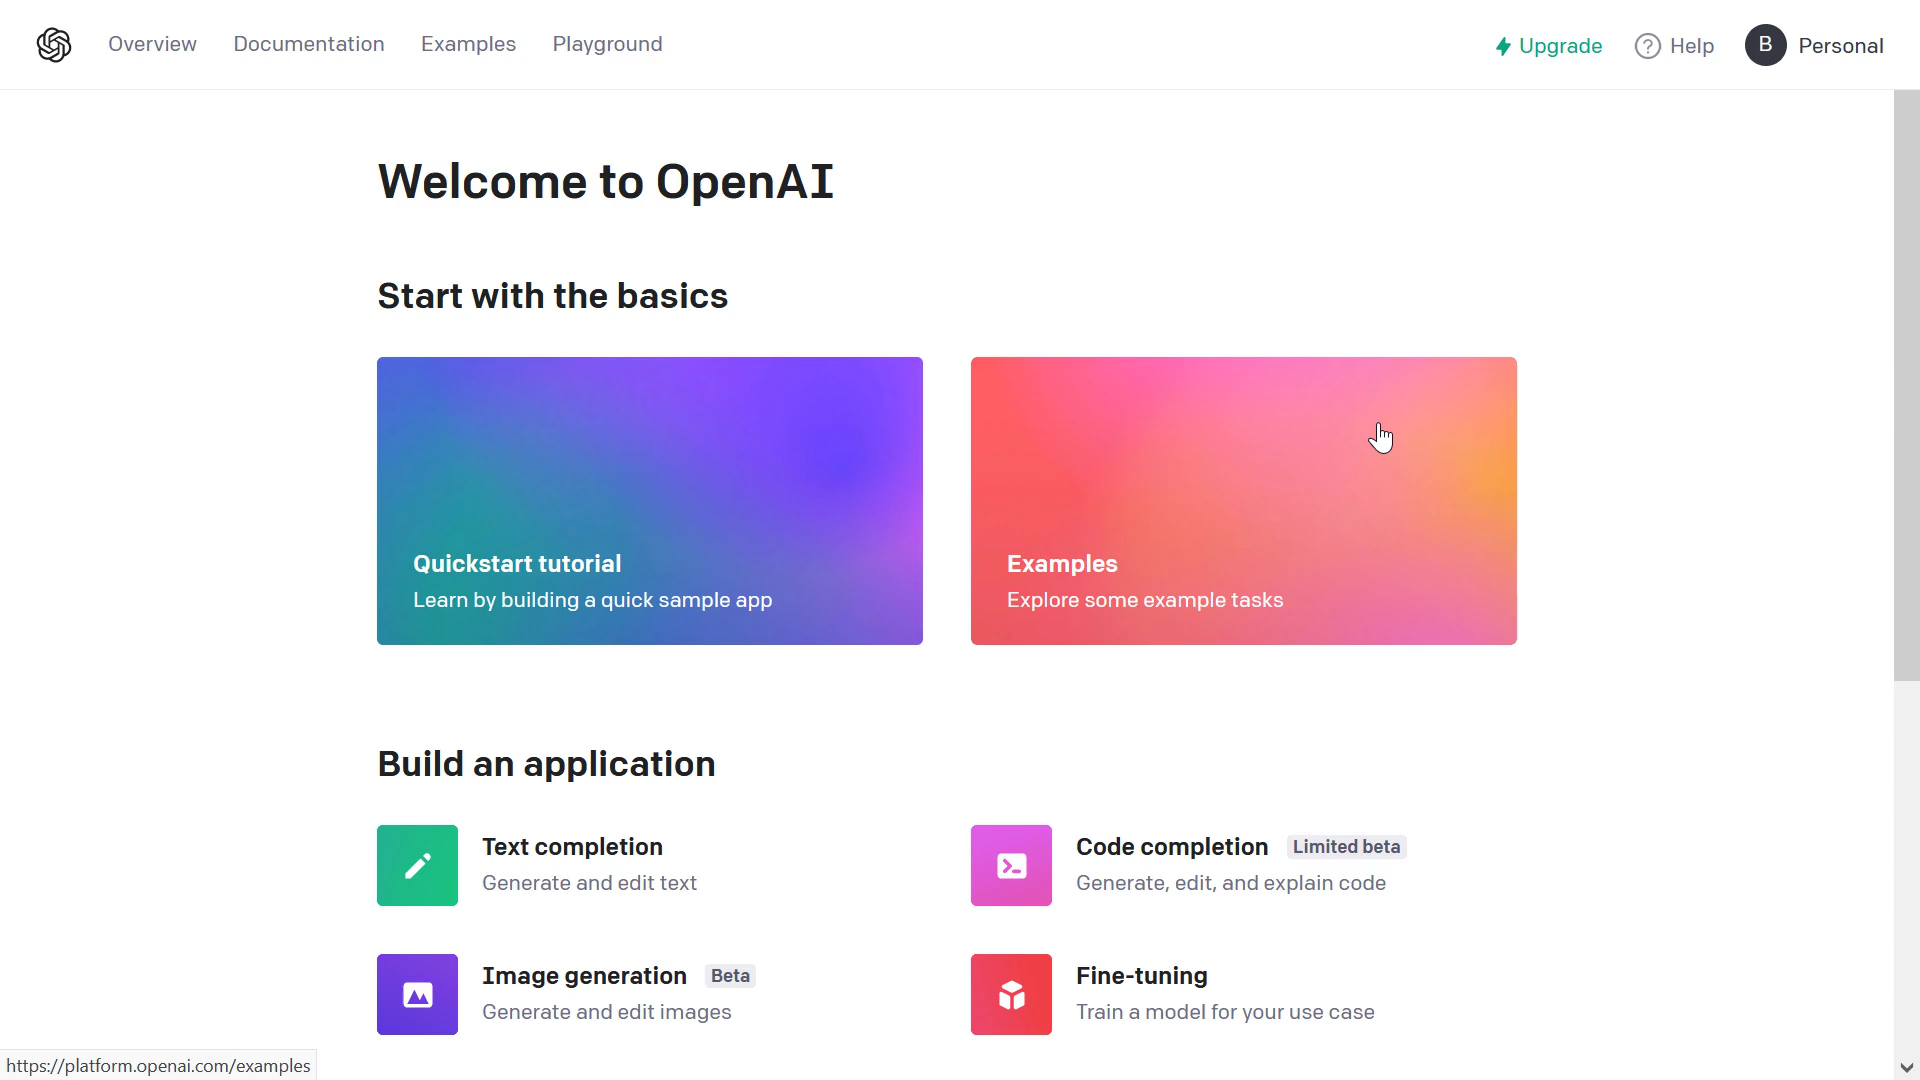 Overview Documentation Examples Playground Upgrade Help B Personal
Welcome to OpenAI
Start with the basics
Quickstart tutorial
Learn by building a quick sample app
Examples
Explore some example tasks
Build an application
Text completion
Generate and edit text
Code completion Limited beta
Generate, edit, and explain code
Image generation Beta
Generate and edit images
Fine-tuning
Train a model for your use case
https://platform.openai.com/examples